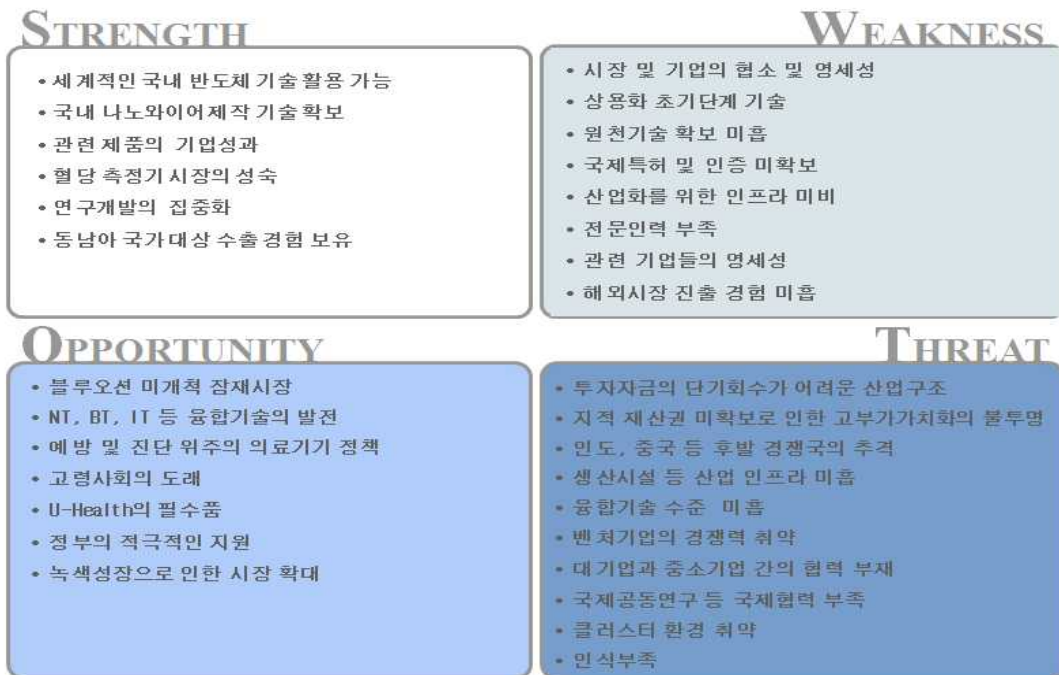 STRENGTH
• 세계적인 국내 반도체 기술활용 가능
• 국내 나노와이어제작 기술확보
• 관련 제품의 기업성과
• 혈당 측정기시장의 성숙
• 연구개발의 집중화
• 동남아 국가대상 수출경험 보유
WEAKNESS
• 시장 및 기업의 협소 및 영세성
• 상용화 초기단계 기술
• 원천기술 확보 미흡
• 국제특허 및 인증 미확보
• 산업화를 위한 인프라 미비
• 전문인력 부족
• 관련 기업들의 영세성
• 해외시장 진출 경험 미흡
OPPORTUNITY
• 블루오션 미개척 잠재시장
• NT, BT, IT 등 융합기술의 발전
• 예방 및 진단 위주의 의료기기 정책
• 고령사회의 도래
• U-Health의 필수품
• 정부의 적극적인 지원
• 녹색성장으로 인한 시장 확대
THREAT
• 투자자금의 단기회수가 어려운 산업구조
• 지적 재산권 미확보로 인한 고부가가치화의 불투명
• 인도, 중국 등 후발 경쟁국의 추격
• 생산시설 등 산업 인프라 미흡
• 융합기술 수준 미흡
• 벤처기업의 경쟁력 취약
• 대기업과 중소기업 간의 협력 부재
• 국제공동연구 등 국제협력 부족
• 클러스터 환경 취약
• 인식부족